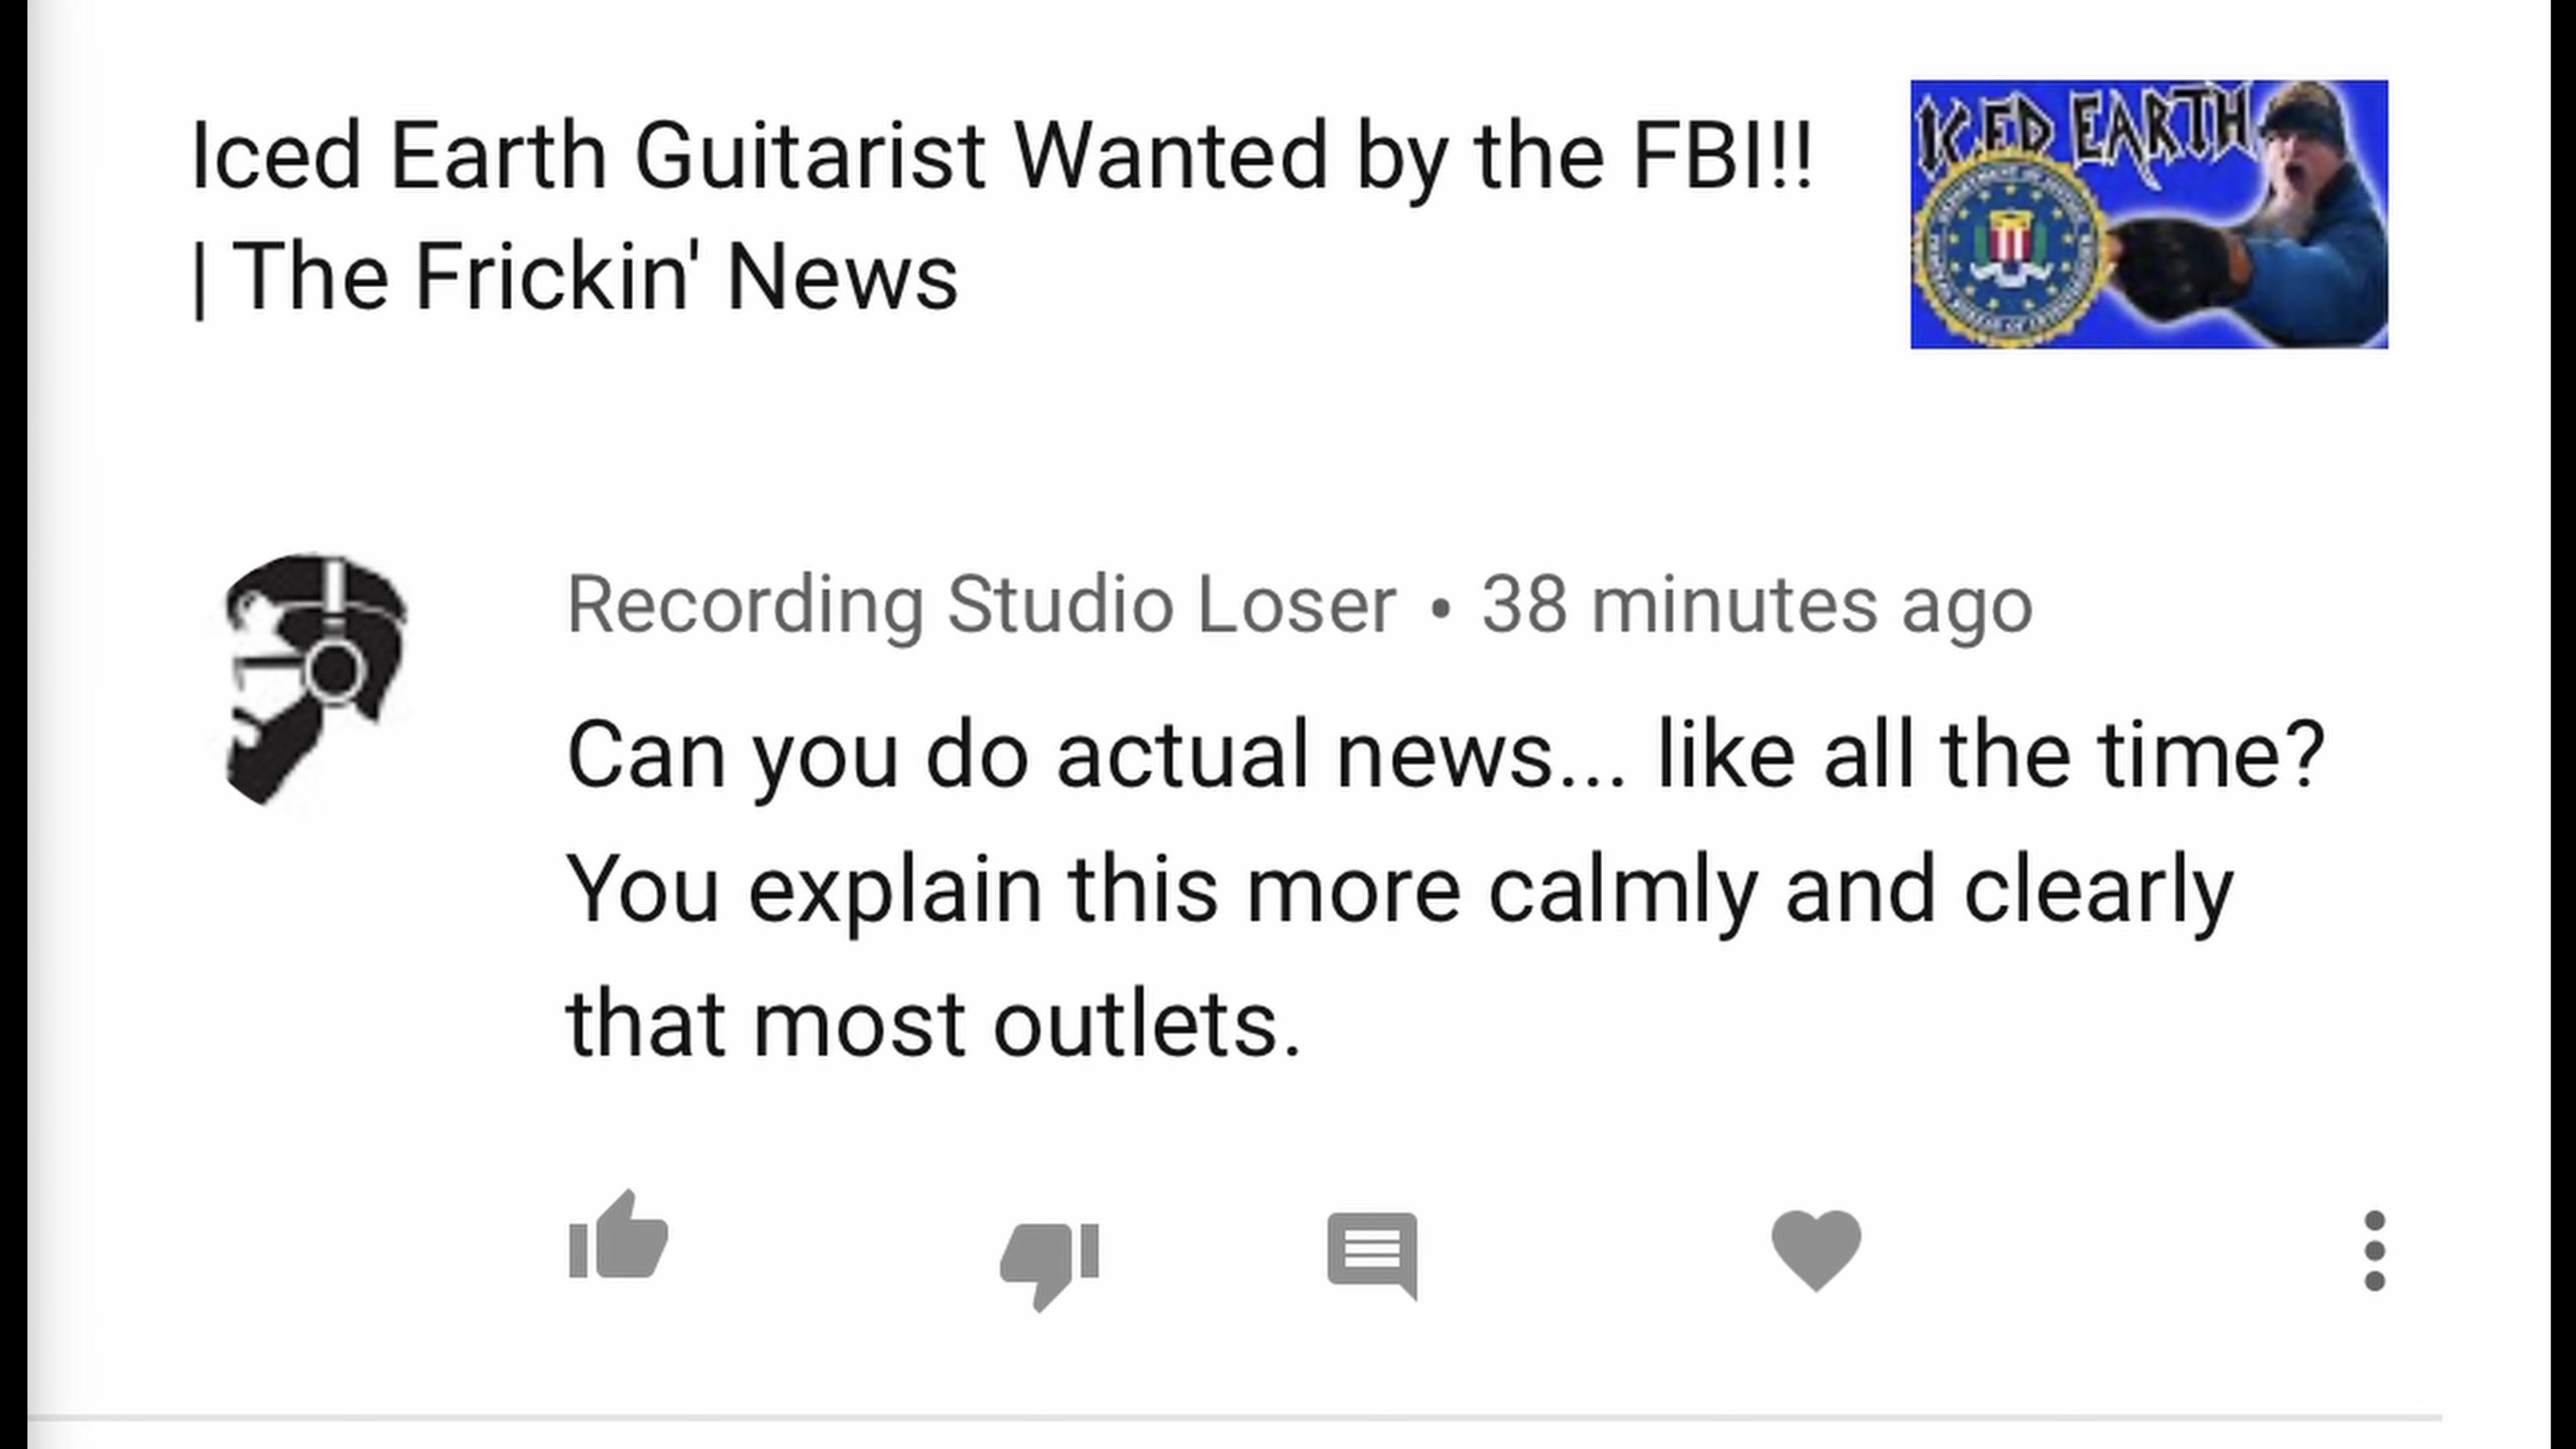 Iced Earth Guitarist Wanted by the FBI!!
| The Frickin' News
ICED EARTH
Recording Studio Loser • 38 minutes ago
Can you do actual news... like all the time?
You explain this more calmly and clearly
that most outlets.